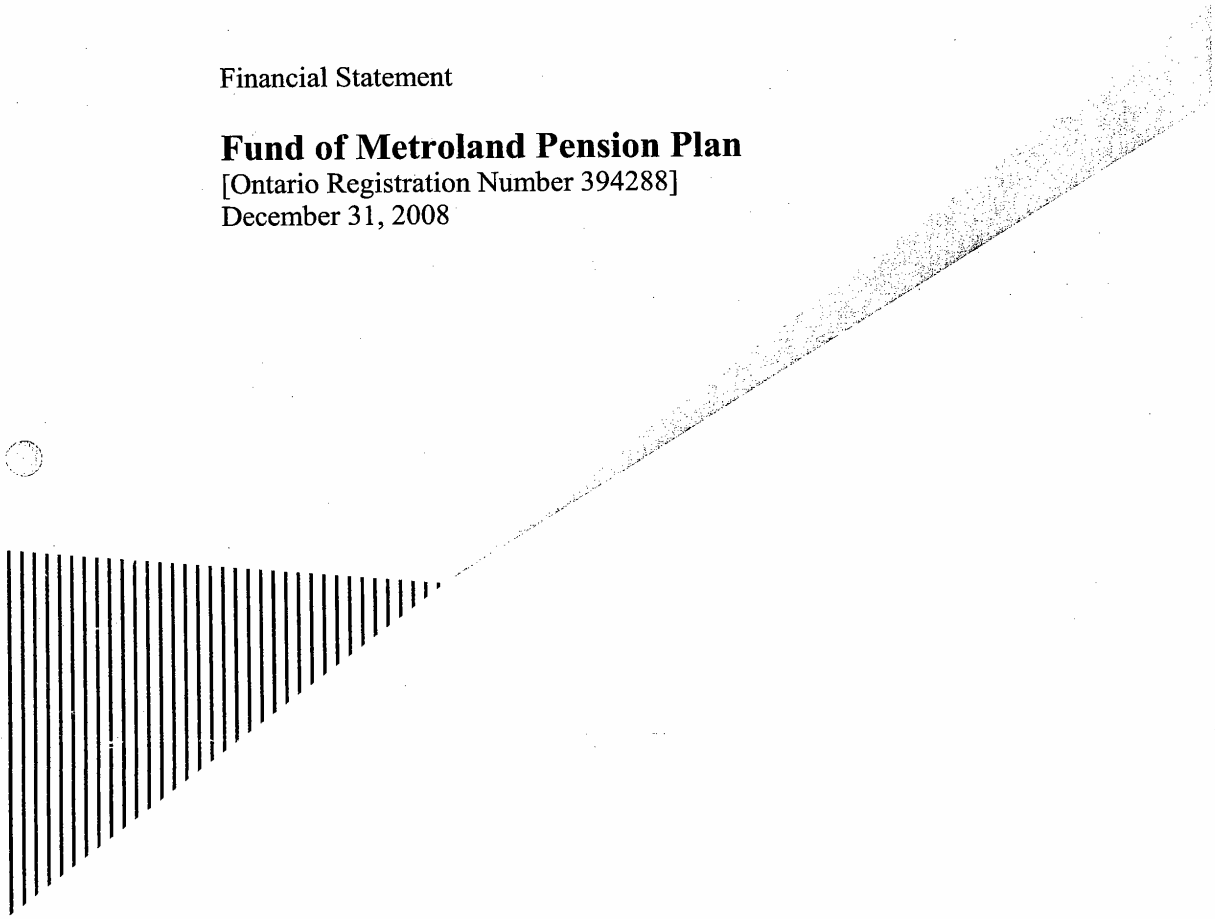 Financial Statement
Fund of Metroland Pension Plan
[Ontario Registration Number 394288]
December 31, 2008